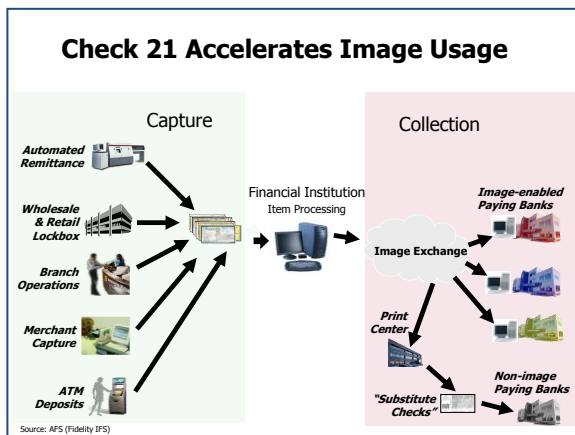 Check 21 Accelerates Image Usage
Capture
Collection
Automated
Remittance
Wholesale
& Retail
Lockbox
Branch
Operations
Merchant
Capture
ATM
Deposits
Financial Institution
Item Processing
Image Exchange
Image-enabled
Paying Banks
Print
Center
“Substitute
Checks”
Non-image
Paying Banks
Source: AFS (Fidelity IFS)